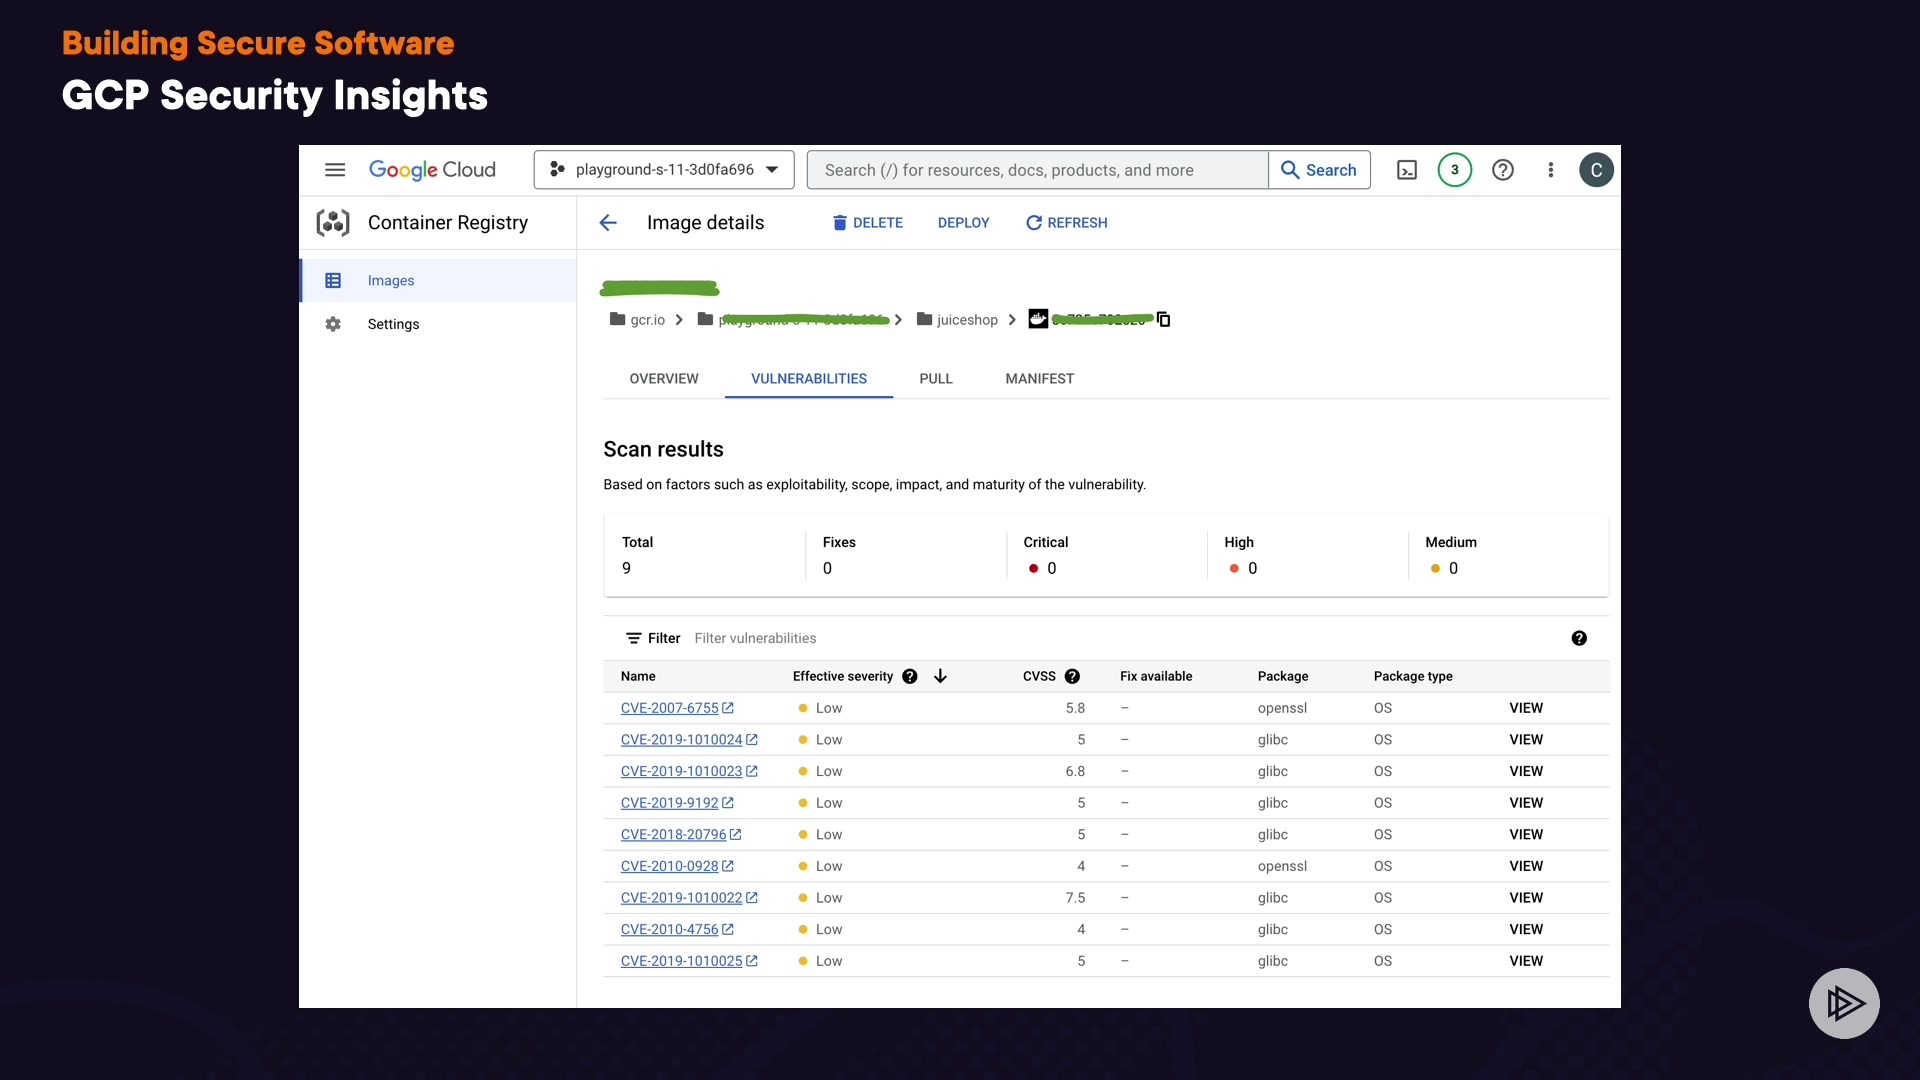 Building Secure Software
GCP Security Insights
Google Cloud playground-s-11-3d0fa696 Search (/) for resources, docs, products, and more Search 3 C
Container Registry Image details DELETE DEPLOY REFRESH
Images
Settings
gcr.io juiceshop
OVERVIEW VULNERABILITIES PULL MANIFEST
Scan results
Based on factors such as exploitability, scope, impact, and maturity of the vulnerability.
Total Fixes Critical High Medium
9 0 0 0 0
Filter Filter vulnerabilities
Name Effective severity CVSS Fix available Package Package type
CVE-2007-6755 Low 5.8 – openssl OS VIEW
CVE-2019-1010024 Low 5 – glibc OS VIEW
CVE-2019-1010023 Low 6.8 – glibc OS VIEW
CVE-2019-9192 Low 5 – glibc OS VIEW
CVE-2018-20796 Low 5 – glibc OS VIEW
CVE-2010-0928 Low 4 – openssl OS VIEW
CVE-2019-1010022 Low 7.5 – glibc OS VIEW
CVE-2010-4756 Low 4 – glibc OS VIEW
CVE-2019-1010025 Low 5 – glibc OS VIEW